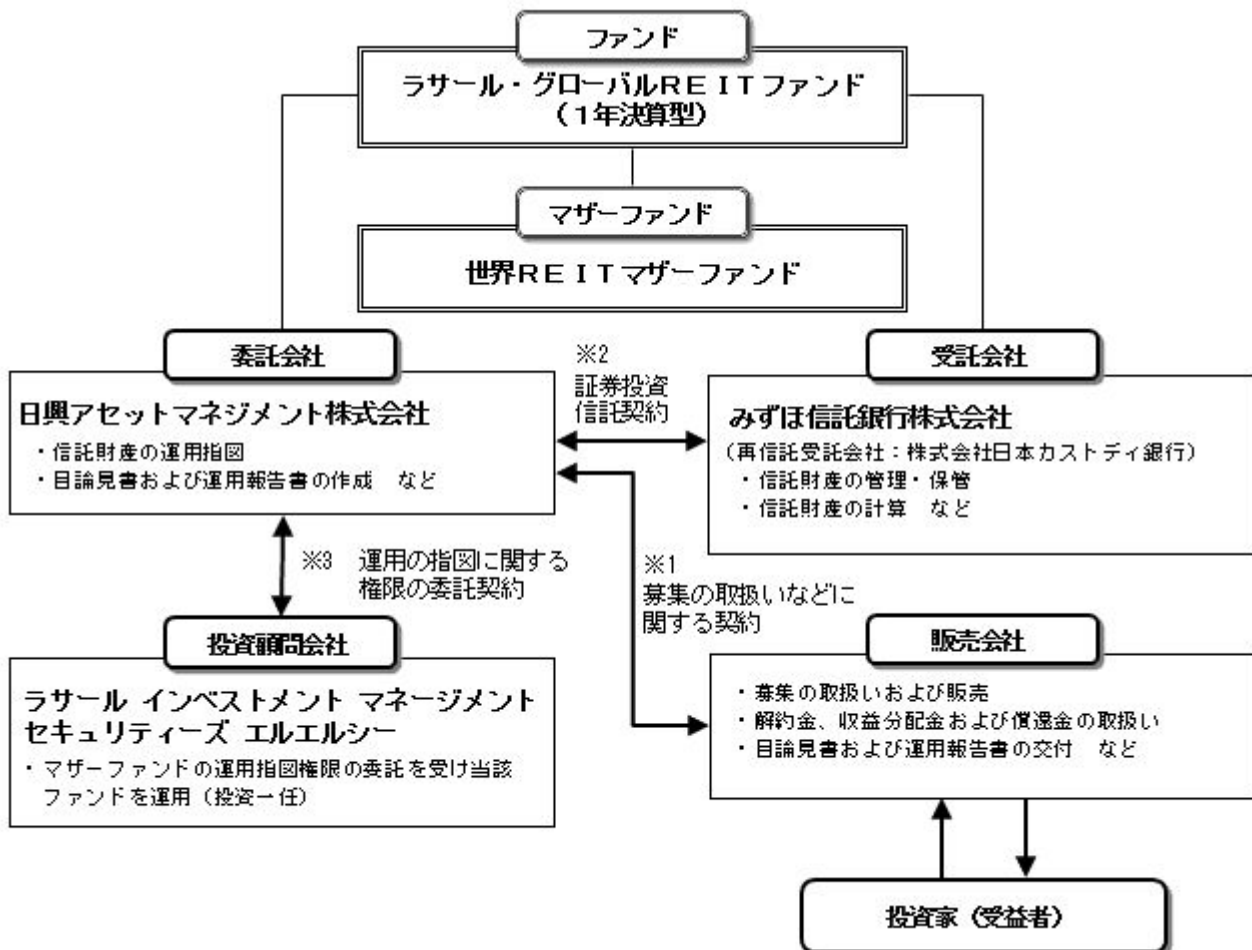 ファンド
ラサール・グローバルREITファンド
(1年決算型)
マザーファンド
世界REITマザーファンド
委託会社
日興アセットマネジメント株式会社
・信託財産の運用指図
・目論見書および運用報告書の作成 など
※2
証券投資
信託契約
受託会社
みずほ信託銀行株式会社
(再信託受託会社:株式会社日本カストディ銀行)
・信託財産の管理・保管
・信託財産の計算 など
※3 運用の指図に関する
権限の委託契約
※1
募集の取扱いなどに
関する契約
投資顧問会社
ラサール インベストメント マネージメント
セキュリティーズ エルエルシー
・マザーファンドの運用指図権限の委託を受け当該
ファンドを運用(投資一任)
販売会社
・募集の取扱いおよび販売
・解約金、収益分配金および償還金の取扱い
・目論見書および運用報告書の交付 など
投資家(受益者)